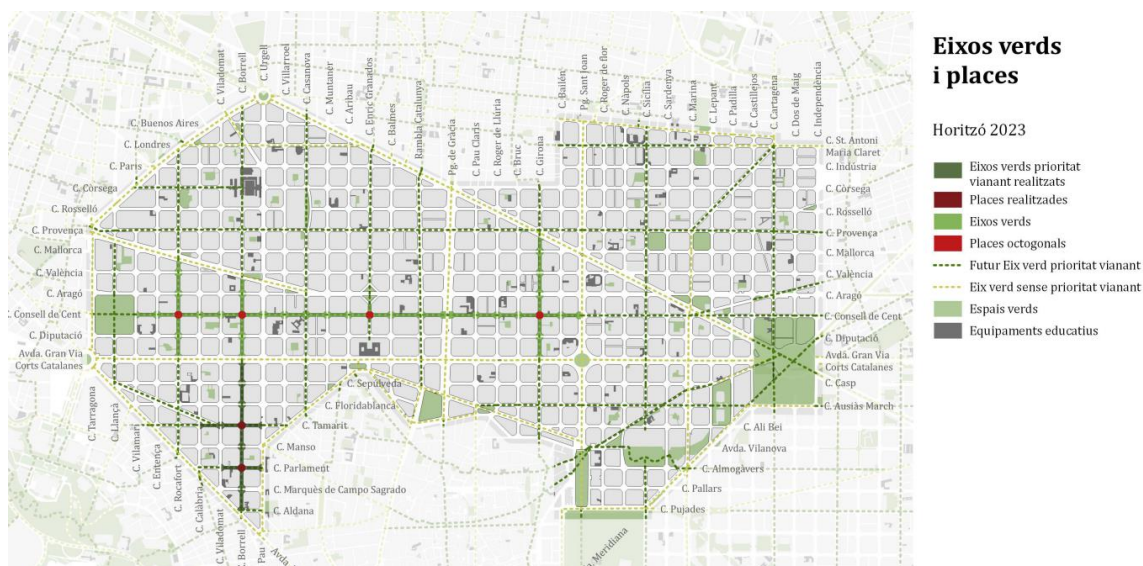 Eixos verds
i places
Horitzó 2023
Eixos verds prioritat
vianant realitzats
Places realitzades
Eixos verds
Places octogonals
Futur Eix verd prioritat vianant
Eix verd sense prioritat vianant
Espais verds
Equipaments educatius
C. Viladomat
C. Borrell
C. Urgell
C. Villarroel
C. Casanova
C. Muntaner
C. Aribau
C. Enric Granados
C. Balmes
Rambla Catalunya
Pg. de Gràcia
C. Pau Claris
C. Roger de Llúria
C. Bruc
C. Girona
C. Bailén
Pg. Sant Joan
C. Roger de flor
C. Nàpols
C. Sicília
C. Sardenya
C. Marina
C. Lepant
C. Padilla
C. Castillejos
C. Cartagena
C. Dos de Maig
C. Independència
C. Buenos Aires
C. Londres
C. Paris
C. Còrsega
C. Rosselló
C. Provença
C. Mallorca
C. València
C. Aragó
C. Consell de Cent
C. Diputació
Avda. Gran Via
Corts Catalanes
C. St. Antoni
Maria Claret
C. Indústria
C. Còrsega
C. Rosselló
C. Provença
C. Mallorca
C. València
C. Aragó
C. Consell de Cent
C. Diputació
Avda. Gran Via
Corts Catalanes
C. Casp
C. Ausiàs March
C. Ali Bei
Avda. Vilanova
C. Almogàvers
C. Pallars
C. Pujades
Meridiana
C. Sepúlveda
C. Floridablanca
C. Tamarit
C. Manso
C. Parlament
C. Marquès de Campo Sagrado
C. Aldana
C. Tarragona
C. Llançà
C. Vilamarí
C. Entença
C. Rocafort
C. Calàbria
C. Viladomat
C. Borrell
Pau
Avda.